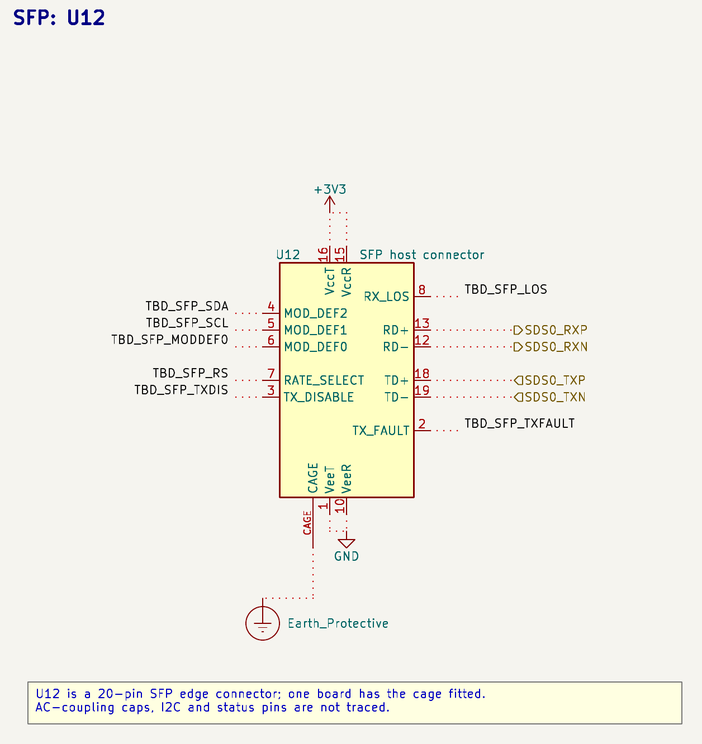 SFP: U12
+3V3
U12
SFP host connector
16
15
VccT
VccR
TBD_SFP_SDA
4
MOD_DEF2
TBD_SFP_SCL
5
MOD_DEF1
TBD_SFP_MODDEF0
6
MOD_DEF0
TBD_SFP_RS
7
RATE_SELECT
TBD_SFP_TXDIS
3
TX_DISABLE
RX_LOS
8
TBD_SFP_LOS
RD+
13
SDS0_RXP
RD-
12
SDS0_RXN
TD+
18
SDS0_TXP
TD-
19
SDS0_TXN
TX_FAULT
2
TBD_SFP_TXFAULT
CAGE
VeeT
VeeR
CAGE
1
10
GND
Earth_Protective
U12 is a 20-pin SFP edge connector; one board has the cage fitted.
AC-coupling caps, I2C and status pins are not traced.